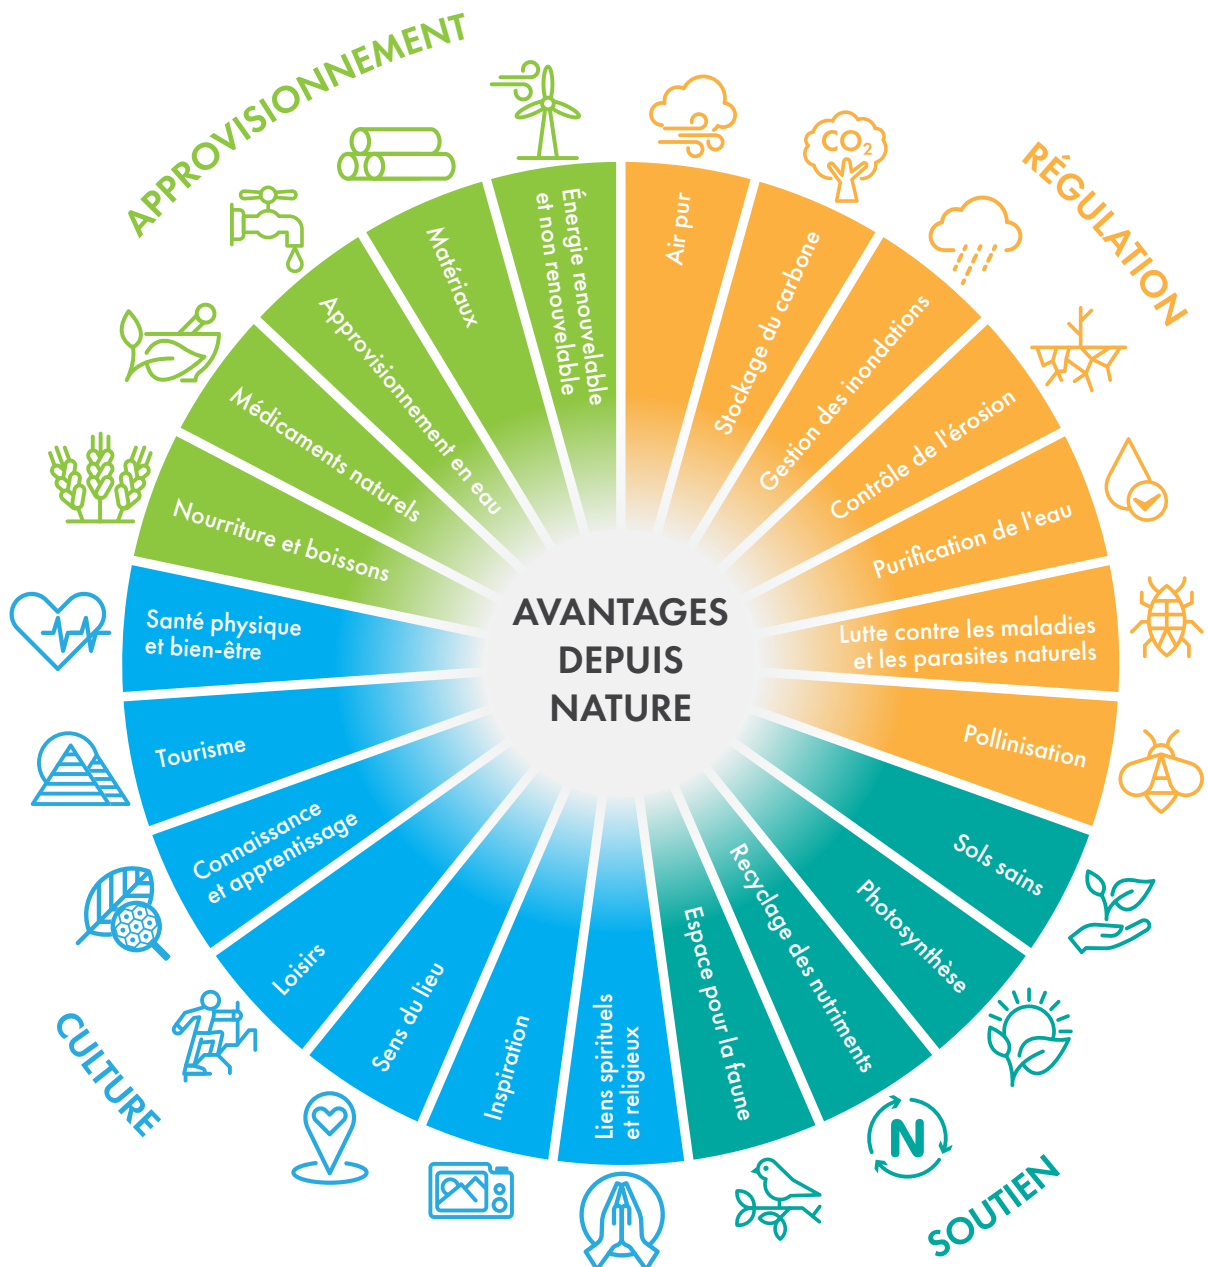 APPROVISIONNEMENT
RÉGULATION
CO₂
Énergie renouvelable
et non renouvelable
Matériaux
Approvisionnement en eau
Médicaments naturels
Nourriture et boissons
Air pur
Stockage du carbone
Gestion des inondations
Contrôle de l'érosion
Purification de l'eau
Lutte contre les maladies
et les parasites naturels
Pollinisation
AVANTAGES
DEPUIS
NATURE
Santé physique
et bien-être
Tourisme
Connaissance
et apprentissage
Loisirs
Sens du lieu
Inspiration
Liens spirituels
et religieux
Espace pour la faune
Recyclage des nutriments
Photosynthèse
Sols sains
N
CULTURE
SOUTIEN